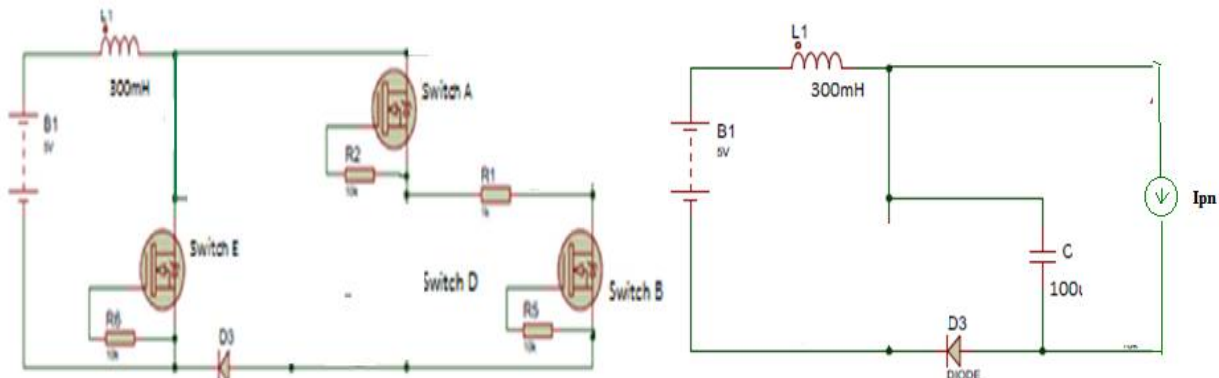 L1
300mH
B1
5V
Switch A
R2
10k
R1
Switch E
Switch D
Switch B
R6
10k
R5
10k
D3
L1
300mH
B1
5V
Ipn
C
100u
D3
DIODE